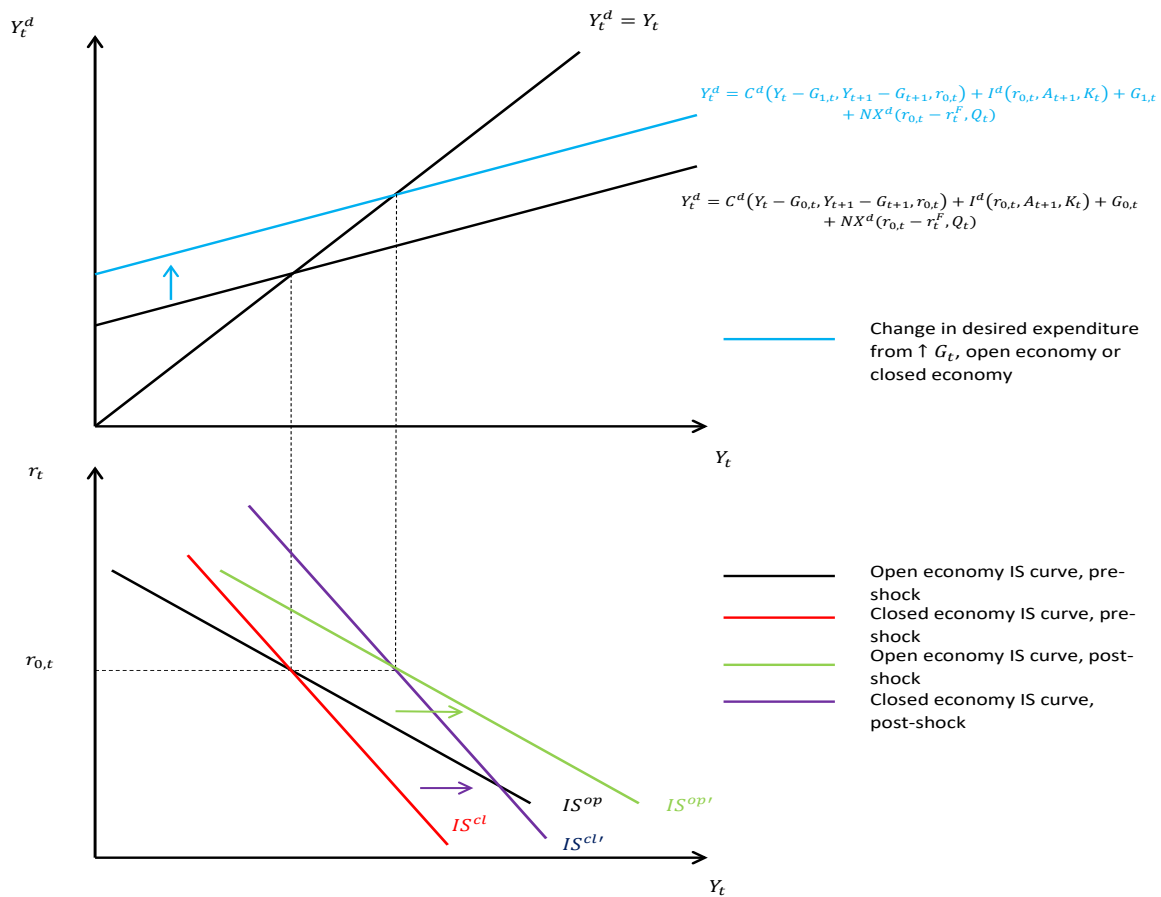 Y_t^d
Y_t^d = Y_t
Y_t^d = C^d(Y_t − G_{1,t}, Y_{t+1} − G_{t+1}, r_{0,t}) + I^d(r_{0,t}, A_{t+1}, K_t) + G_{1,t}
+ NX^d(r_{0,t} − r_t^F, Q_t)
Y_t^d = C^d(Y_t − G_{0,t}, Y_{t+1} − G_{t+1}, r_{0,t}) + I^d(r_{0,t}, A_{t+1}, K_t) + G_{0,t}
+ NX^d(r_{0,t} − r_t^F, Q_t)
Change in desired expenditure
from ↑ G_t, open economy or
closed economy
Y_t
r_t
Open economy IS curve, pre-
shock
Closed economy IS curve, pre-
shock
Open economy IS curve, post-
shock
Closed economy IS curve,
post-shock
r_{0,t}
IS^{op}
IS^{op′}
IS^{cl}
IS^{cl′}
Y_t